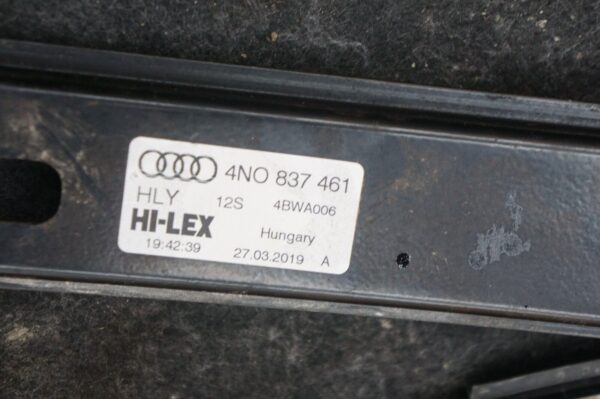 4N0 837 461
HLY 12S 4BWA006
HI-LEX Hungary
19:42:39 27.03.2019 A